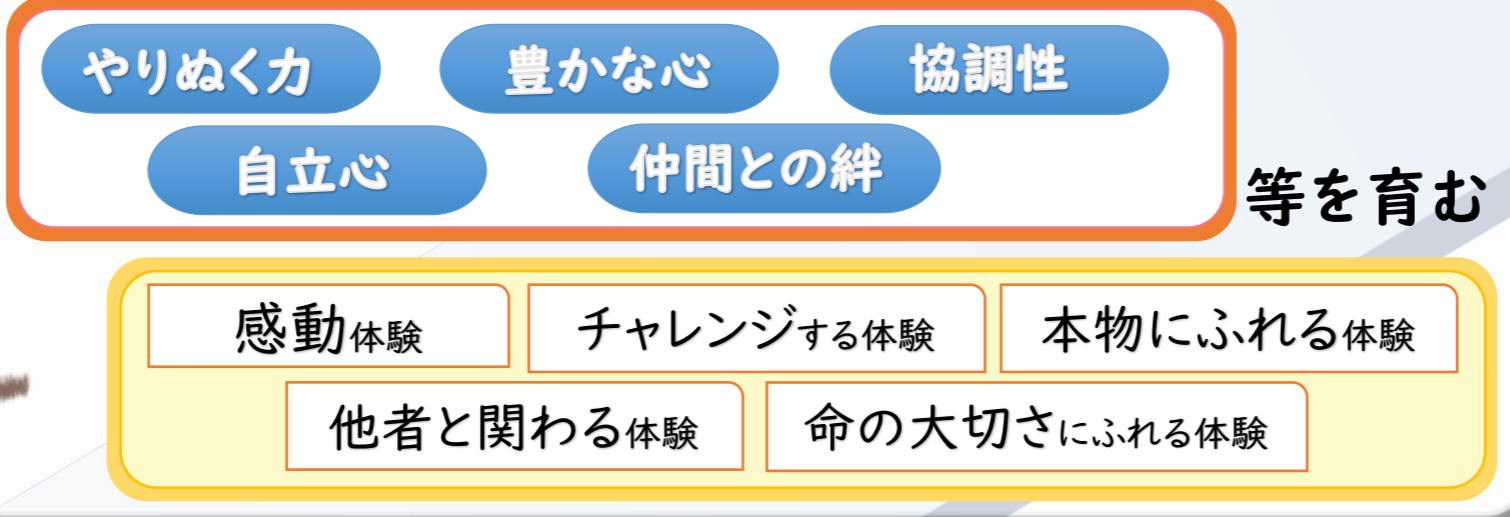 やりぬく力 豊かな心 協調性
自立心 仲間との絆
等を育む
感動体験 チャレンジする体験 本物にふれる体験
他者と関わる体験 命の大切さにふれる体験